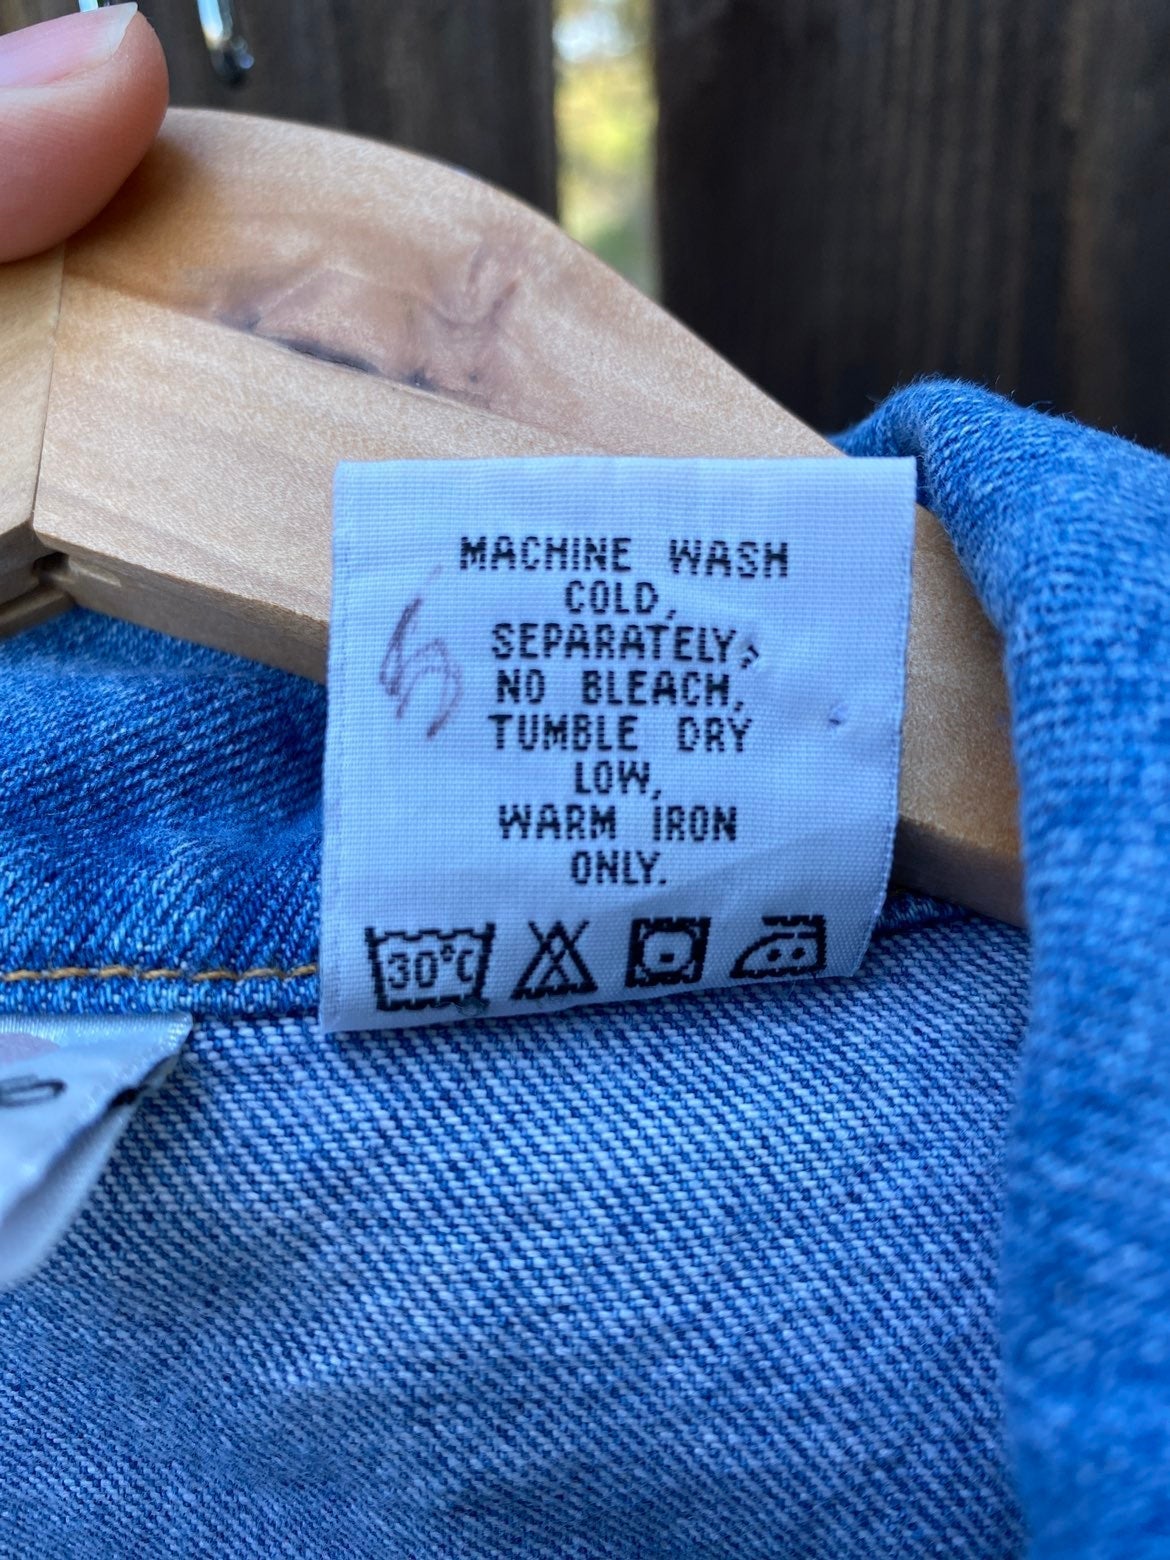 MACHINE WASH
COLD,
SEPARATELY,
NO BLEACH,
TUMBLE DRY
LOW,
WARM IRON
ONLY.
30°C